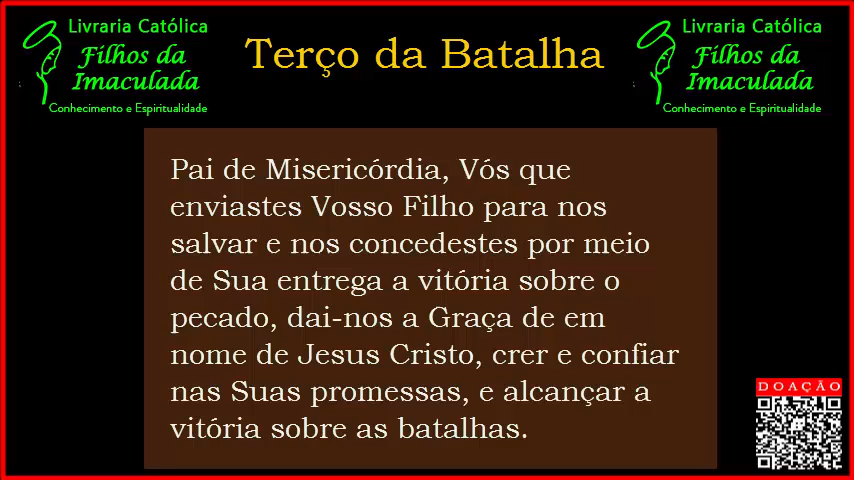 Livraria Católica
Filhos da
Imaculada
Conhecimento e Espiritualidade
Terço da Batalha
Livraria Católica
Filhos da
Imaculada
Conhecimento e Espiritualidade
Pai de Misericórdia, Vós que
enviastes Vosso Filho para nos
salvar e nos concedestes por meio
de Sua entrega a vitória sobre o
pecado, dai-nos a Graça de em
nome de Jesus Cristo, crer e confiar
nas Suas promessas, e alcançar a
vitória sobre as batalhas.
DOAÇÃO